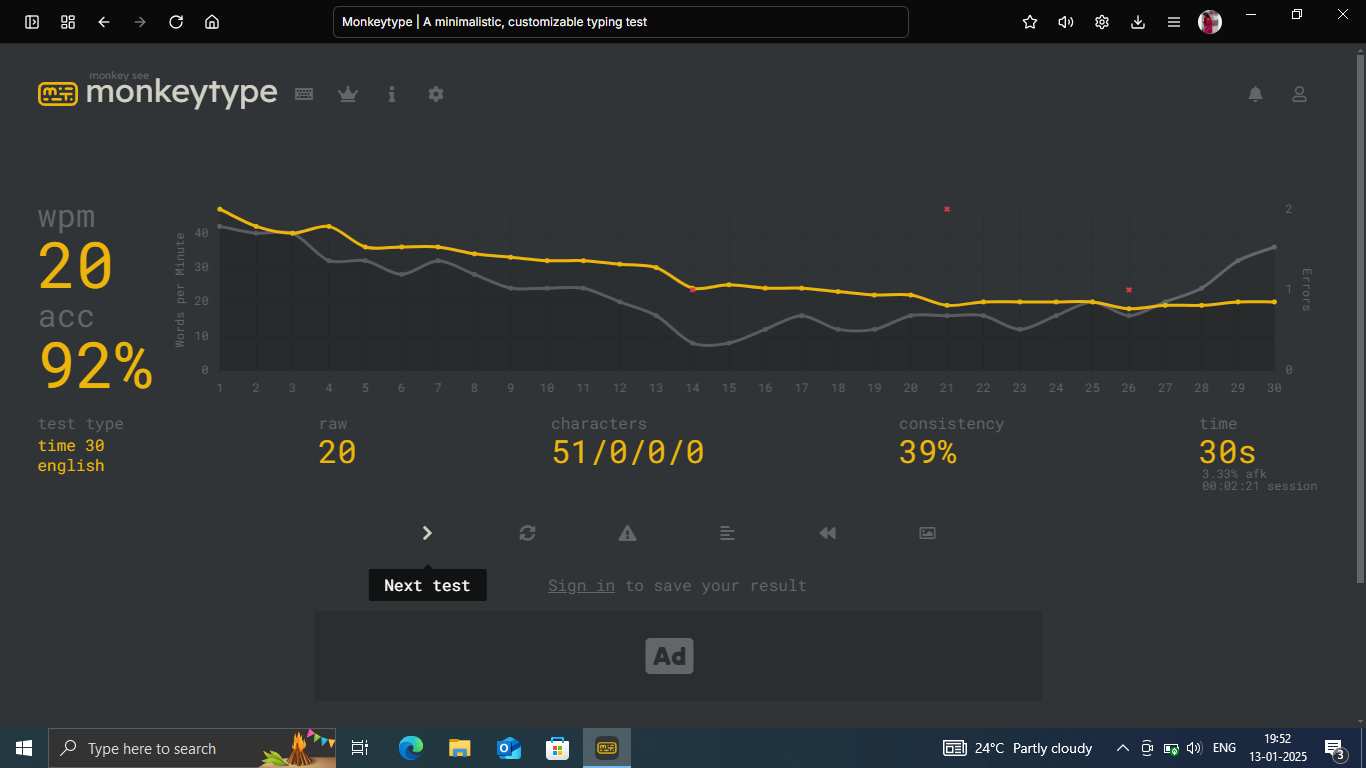 Monkeytype | A minimalistic, customizable typing test
monkey see
monkeytype
wpm
20
acc
92%
Words per Minute
40
30
20
10
0
1 2 3 4 5 6 7 8 9 10 11 12 13 14 15 16 17 18 19 20 21 22 23 24 25 26 27 28 29 30
2
1
0
Errors
test type
time 30
english
raw
20
characters
51/0/0/0
consistency
39%
time
30s
3.33% afk
00:02:21 session
Next test
Sign in to save your result
Ad
Type here to search
24°C Partly cloudy
ENG
19:52
13-01-2025
3